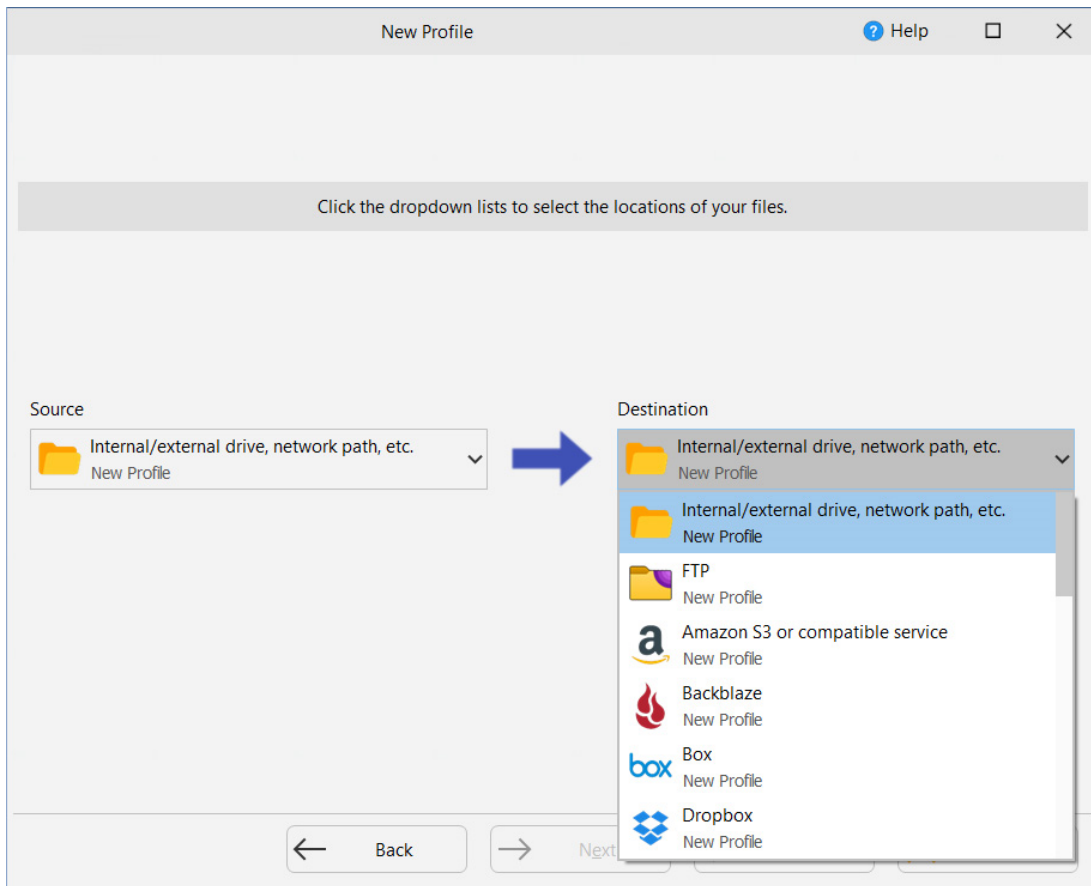 New Profile
Help
Click the dropdown lists to select the locations of your files.
Source
Internal/external drive, network path, etc.
New Profile
Destination
Internal/external drive, network path, etc.
New Profile
Internal/external drive, network path, etc.
New Profile
FTP
New Profile
a Amazon S3 or compatible service
New Profile
Backblaze
New Profile
box Box
New Profile
Dropbox
New Profile
Back
Next